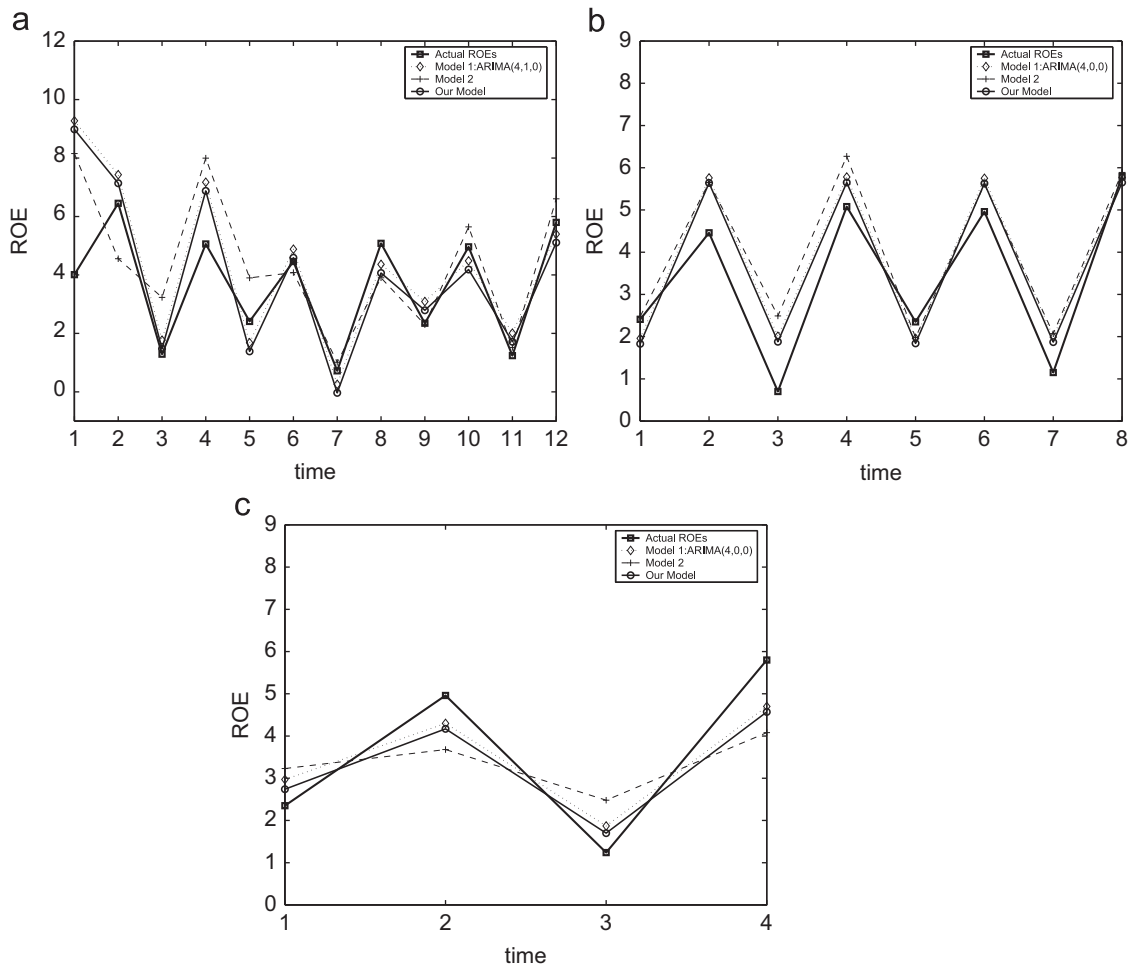 a
12
10
8
6
4
2
0
ROE
1 2 3 4 5 6 7 8 9 10 11 12
time
Actual ROEs
Model 1:ARIMA(4,1,0)
Model 2
Our Model
b
9
8
7
6
5
4
3
2
1
0
ROE
1 2 3 4 5 6 7 8
time
Actual ROEs
Model 1:ARIMA(4,0,0)
Model 2
Our Model
c
9
8
7
6
5
4
3
2
1
0
ROE
1 2 3 4
time
Actual ROEs
Model 1:ARIMA(4,0,0)
Model 2
Our Model